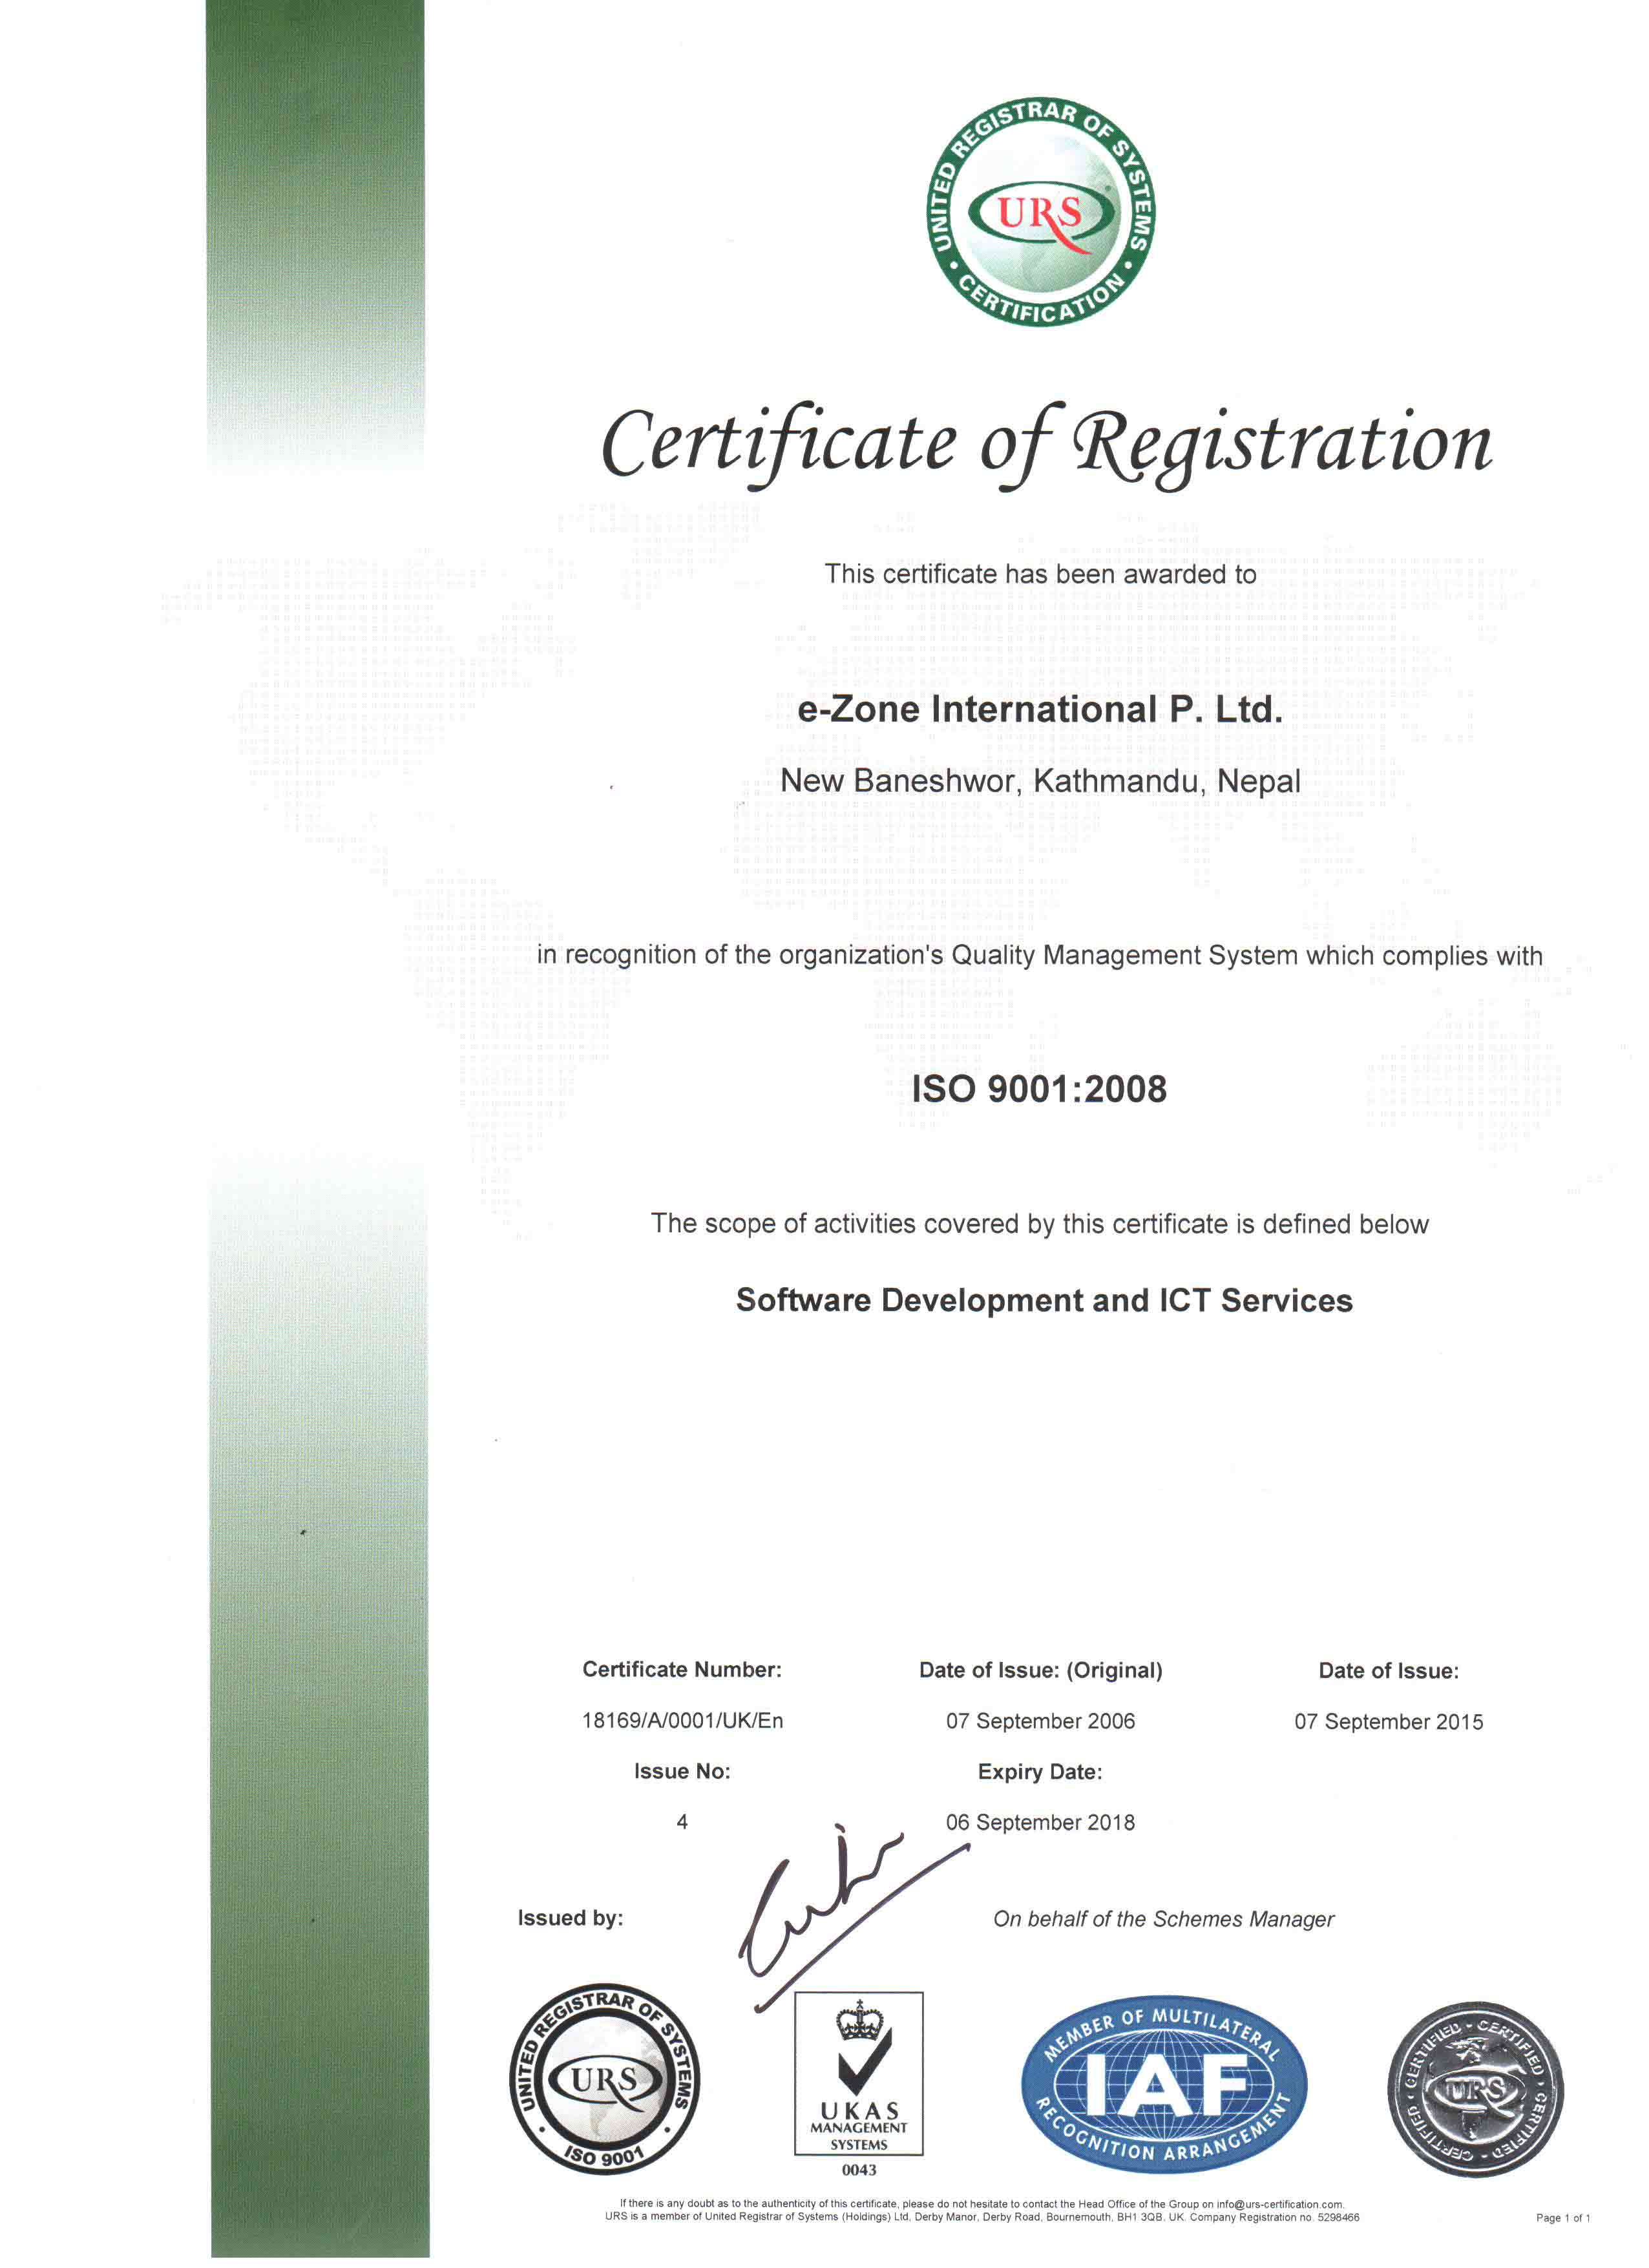 UNITED REGISTRAR OF SYSTEMS
URS
• CERTIFICATION •
Certificate of Registration
This certificate has been awarded to
e-Zone International P. Ltd.
New Baneshwor, Kathmandu, Nepal
in recognition of the organization's Quality Management System which complies with
ISO 9001:2008
The scope of activities covered by this certificate is defined below
Software Development and ICT Services
Certificate Number: Date of Issue: (Original) Date of Issue:
18169/A/0001/UK/En 07 September 2006 07 September 2015
Issue No: Expiry Date:
4 06 September 2018
Issued by: On behalf of the Schemes Manager
UNITED REGISTRAR OF SYSTEMS
URS
• ISO 9001 •
UKAS
MANAGEMENT
SYSTEMS
0043
MEMBER OF MULTILATERAL
IAF
RECOGNITION ARRANGEMENT
CERTIFIED • CERTIFIED • CERTIFIED • CERTIFIED • CERTIFIED •
URS
If there is any doubt as to the authenticity of this certificate, please do not hesitate to contact the Head Office of the Group on info@urs-certification.com.
URS is a member of United Registrar of Systems (Holdings) Ltd, Derby Manor, Derby Road, Bournemouth, BH1 3QB. UK. Company Registration no. 5298466
Page 1 of 1